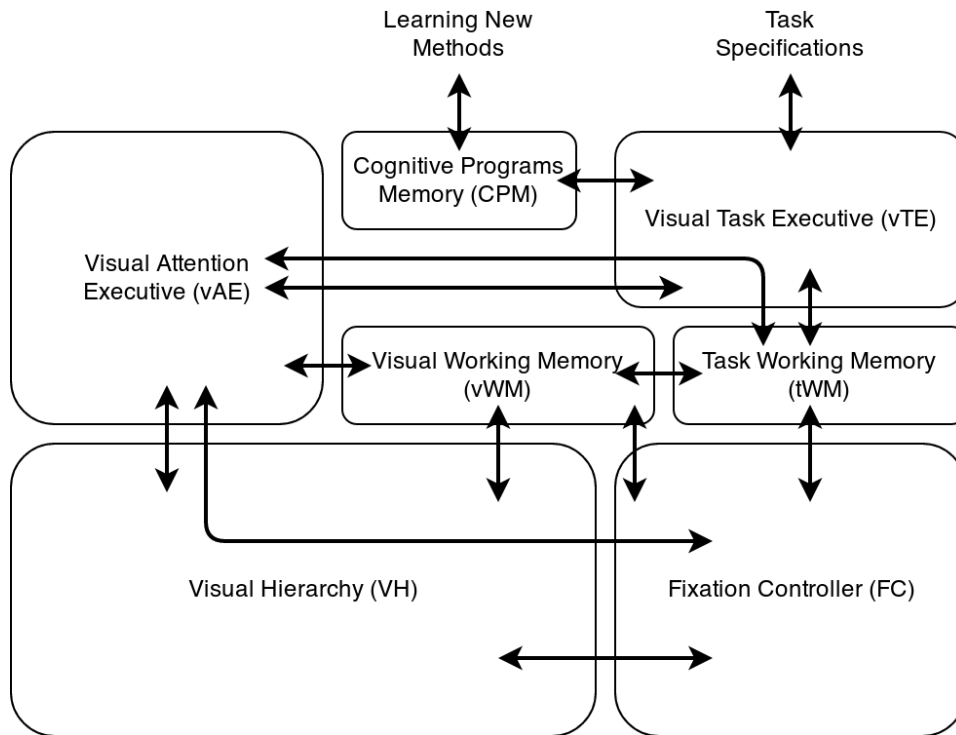 Learning New
Methods
Task
Specifications
Cognitive Programs
Memory (CPM)
Visual Task Executive (vTE)
Visual Attention
Executive (vAE)
Visual Working Memory
(vWM)
Task Working Memory
(tWM)
Visual Hierarchy (VH)
Fixation Controller (FC)